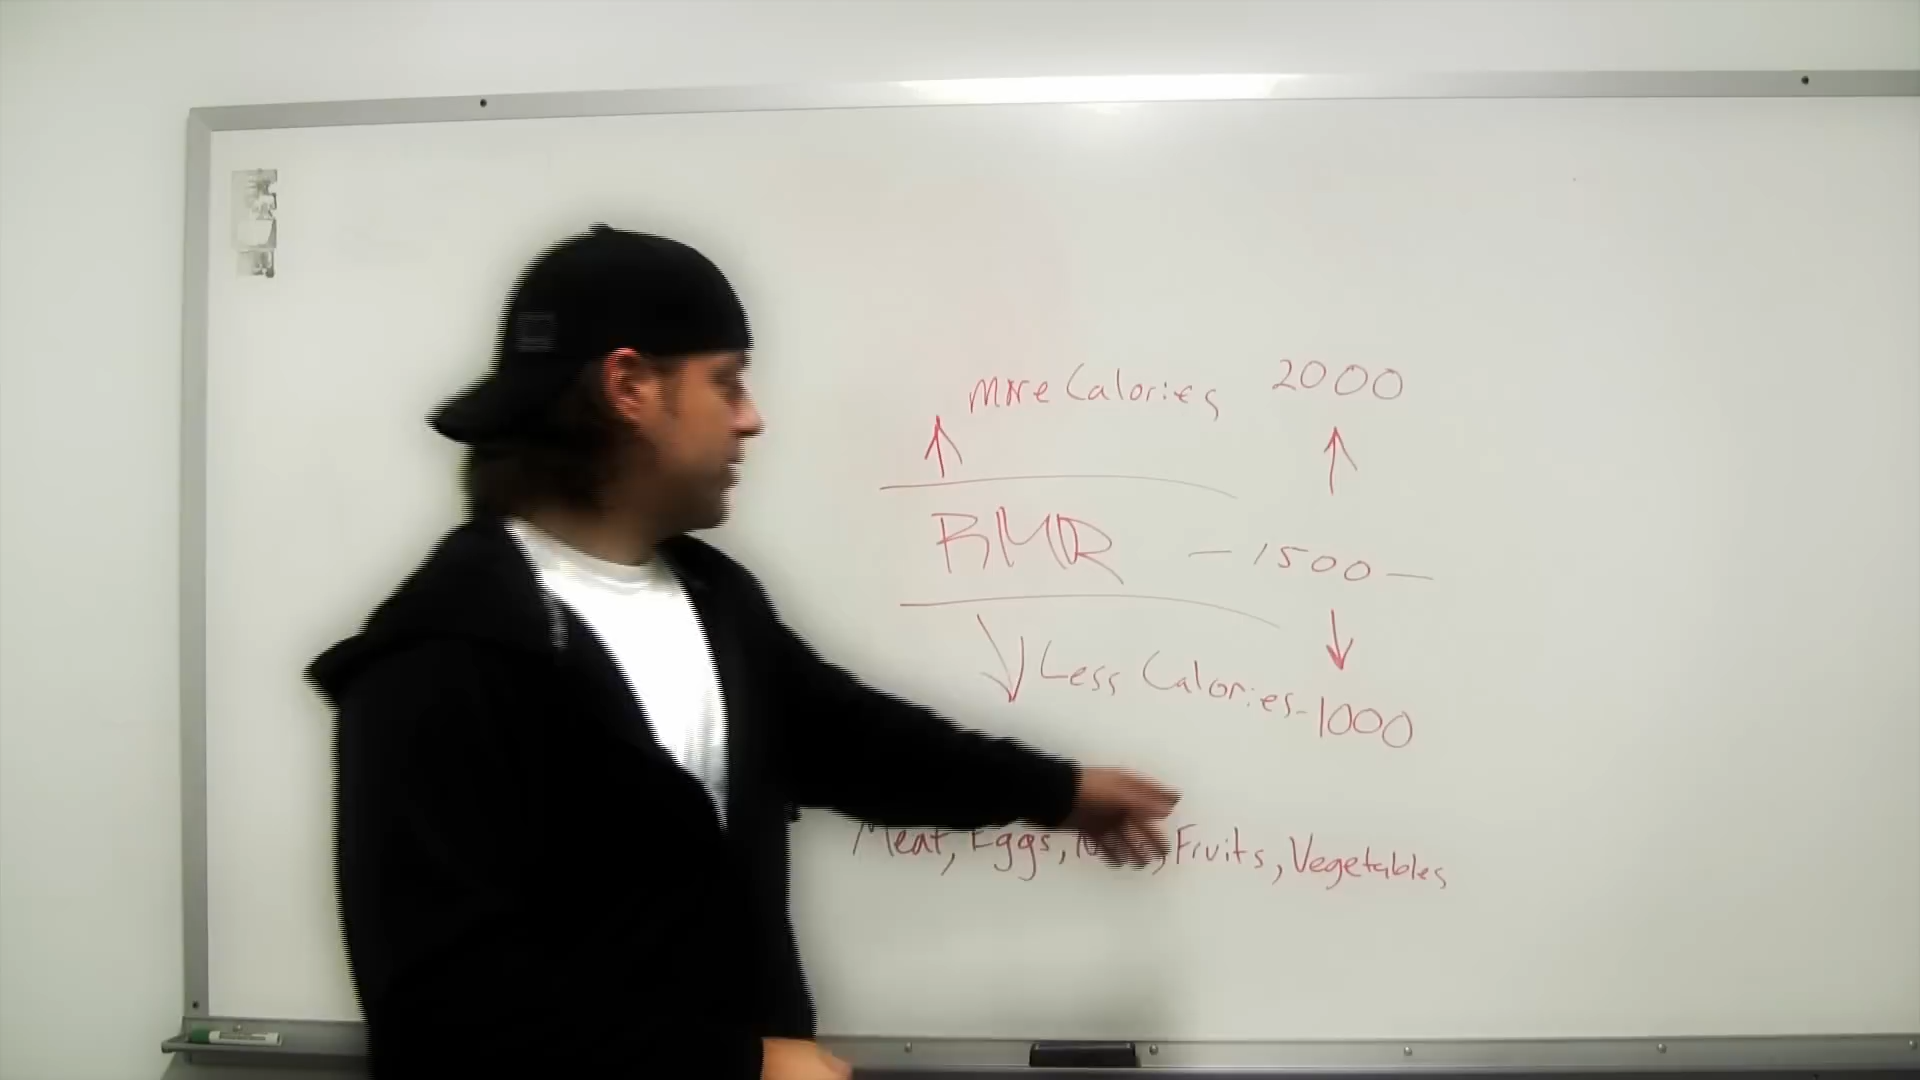 More Calories 2000
RMR - 1500 -
Less Calories - 1000
Meat, Eggs, Fruits, Vegetables